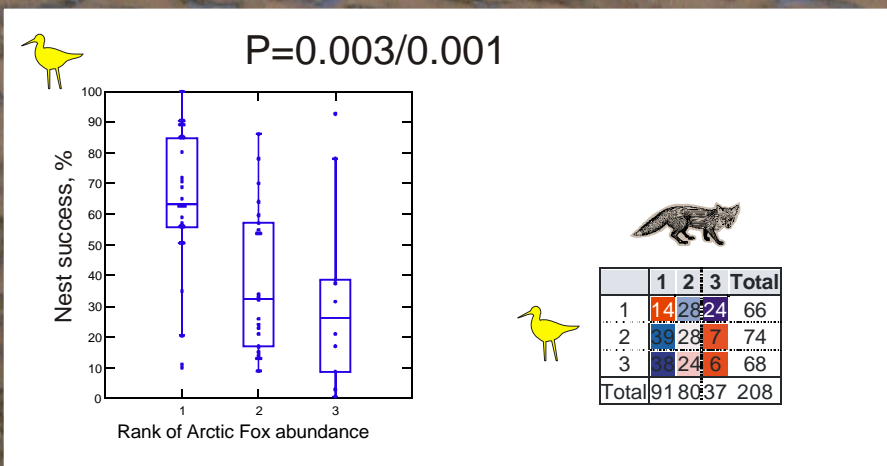 P=0.003/0.001
Nest success, %
100
90
80
70
60
50
40
30
20
10
0
1 2 3
Rank of Arctic Fox abundance
1 2 3 Total
1 14 28 24 66
2 39 28 7 74
3 38 24 6 68
Total 91 80 37 208